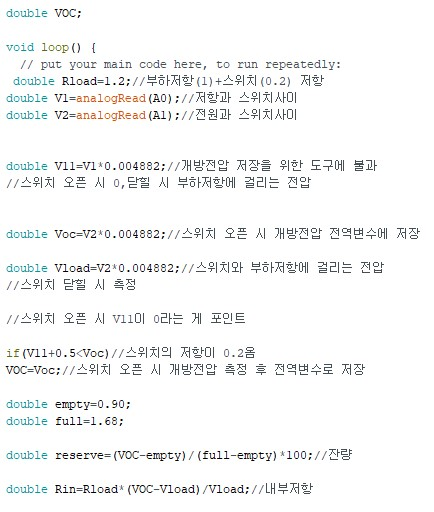 double VOC;
void loop() {
// put your main code here, to run repeatedly:
double Rload=1.2;//부하저항(1)+스위치(0.2) 저항
double V1=analogRead(A0);//저항과 스위치사이
double V2=analogRead(A1);//전원과 스위치사이
double V11=V1*0.004882;//개방전압 저장을 위한 도구에 불과
//스위치 오픈 시 0,닫힐 시 부하저항에 걸리는 전압
double Voc=V2*0.004882;//스위치 오픈 시 개방전압 전역변수에 저장
double Vload=V2*0.004882;//스위치와 부하저항에 걸리는 전압
//스위치 닫힐 시 측정
//스위치 오픈 시 V11이 0라는 게 포인트
if(V11+0.5<Voc)//스위치의 저항이 0.2옴
VOC=Voc;//스위치 오픈 시 개방전압 측정 후 전역변수로 저장
double empty=0.90;
double full=1.68;
double reserve=(VOC-empty)/(full-empty)*100;//잔량
double Rin=Rload*(VOC-Vload)/Vload;//내부저항